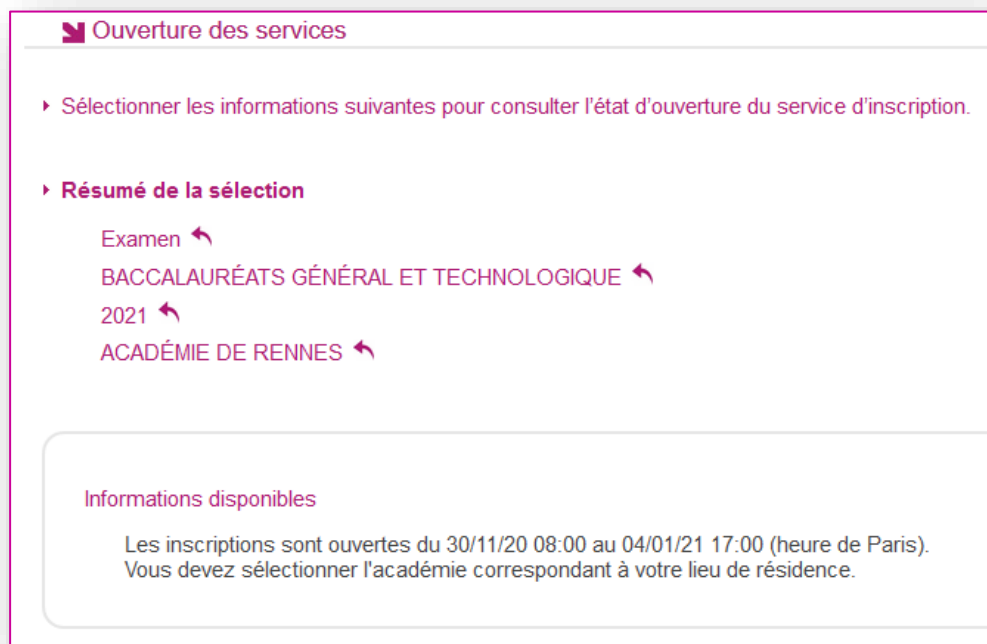 Ouverture des services
Sélectionner les informations suivantes pour consulter l'état d'ouverture du service d'inscription.
Résumé de la sélection
Examen
BACCALAURÉATS GÉNÉRAL ET TECHNOLOGIQUE
2021
ACADÉMIE DE RENNES
Informations disponibles
Les inscriptions sont ouvertes du 30/11/20 08:00 au 04/01/21 17:00 (heure de Paris).
Vous devez sélectionner l'académie correspondant à votre lieu de résidence.